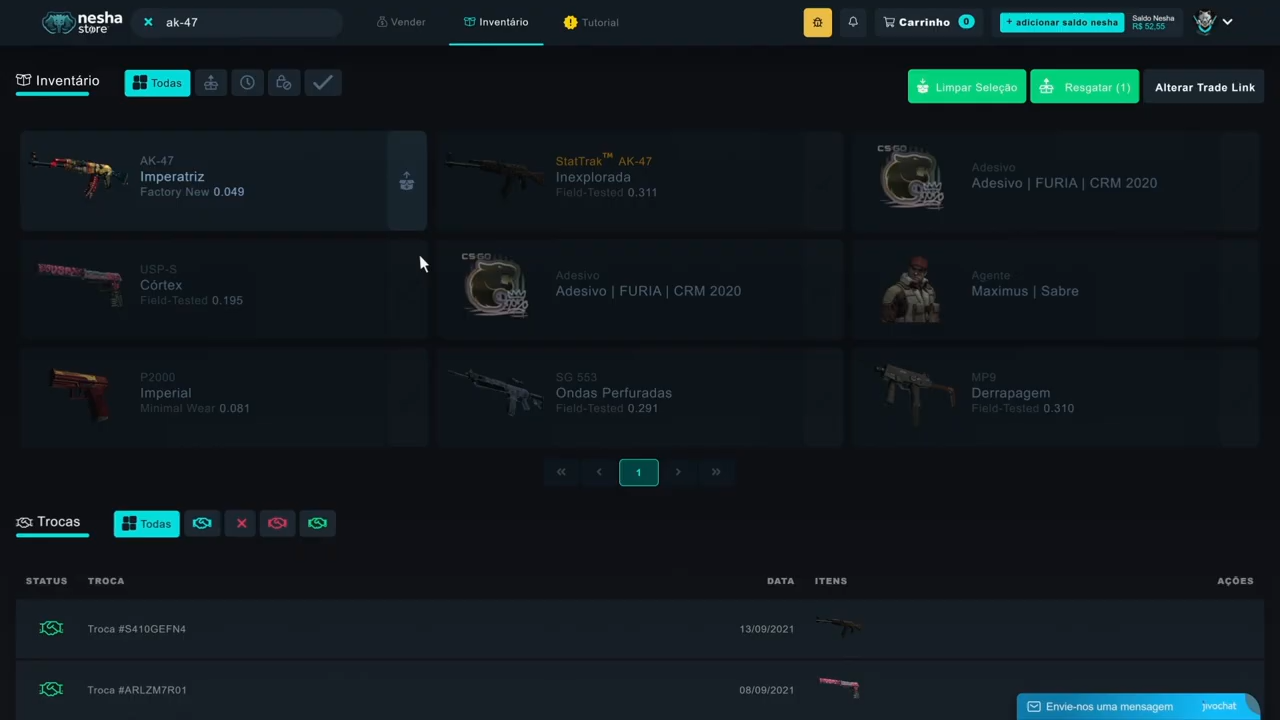 nesha
store
ak-47
Vender
Inventário
Tutorial
Carrinho 0
+ adicionar saldo nesha
Saldo Nesha
R$ 52,55
Inventário
Todas
Limpar Seleção
Resgatar (1)
Alterar Trade Link
AK-47
Imperatriz
Factory New 0.049
StatTrak™ AK-47
Inexplorada
Field-Tested 0.311
CS:GO
Adesivo
Adesivo | FURIA | CRM 2020
USP-S
Córtex
Field-Tested 0.195
CS:GO
Adesivo
Adesivo | FURIA | CRM 2020
Agente
Maximus | Sabre
P2000
Imperial
Minimal Wear 0.081
SG 553
Ondas Perfuradas
Field-Tested 0.291
MP9
Derrapagem
Field-Tested 0.310
« ‹ 1 › »
Trocas
Todas
STATUS TROCA DATA ITENS AÇÕES
Troca #S410GEFN4 13/09/2021
Troca #ARLZM7R01 08/09/2021
Envie-nos uma mensagem jivochat